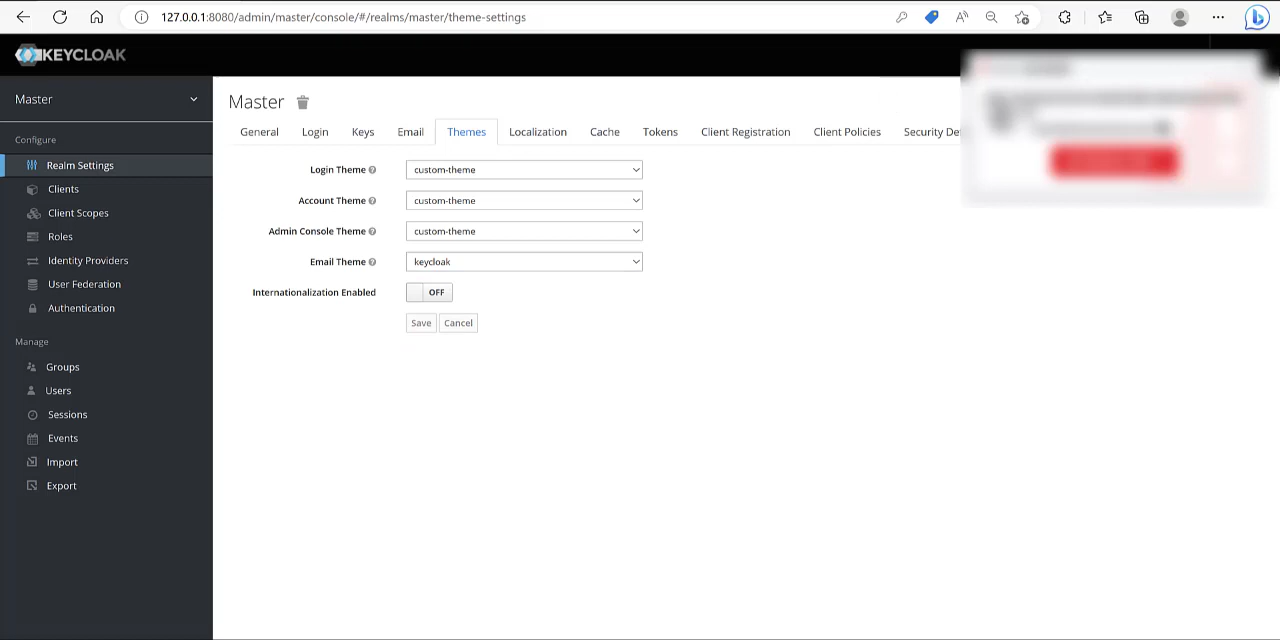 127.0.0.1:8080/admin/master/console/#/realms/master/theme-settings
KEYCLOAK
Master
Configure
Realm Settings
Clients
Client Scopes
Roles
Identity Providers
User Federation
Authentication
Manage
Groups
Users
Sessions
Events
Import
Export
Master
General Login Keys Email Themes Localization Cache Tokens Client Registration Client Policies Security
Login Theme custom-theme
Account Theme custom-theme
Admin Console Theme custom-theme
Email Theme keycloak
Internationalization Enabled OFF
Save Cancel